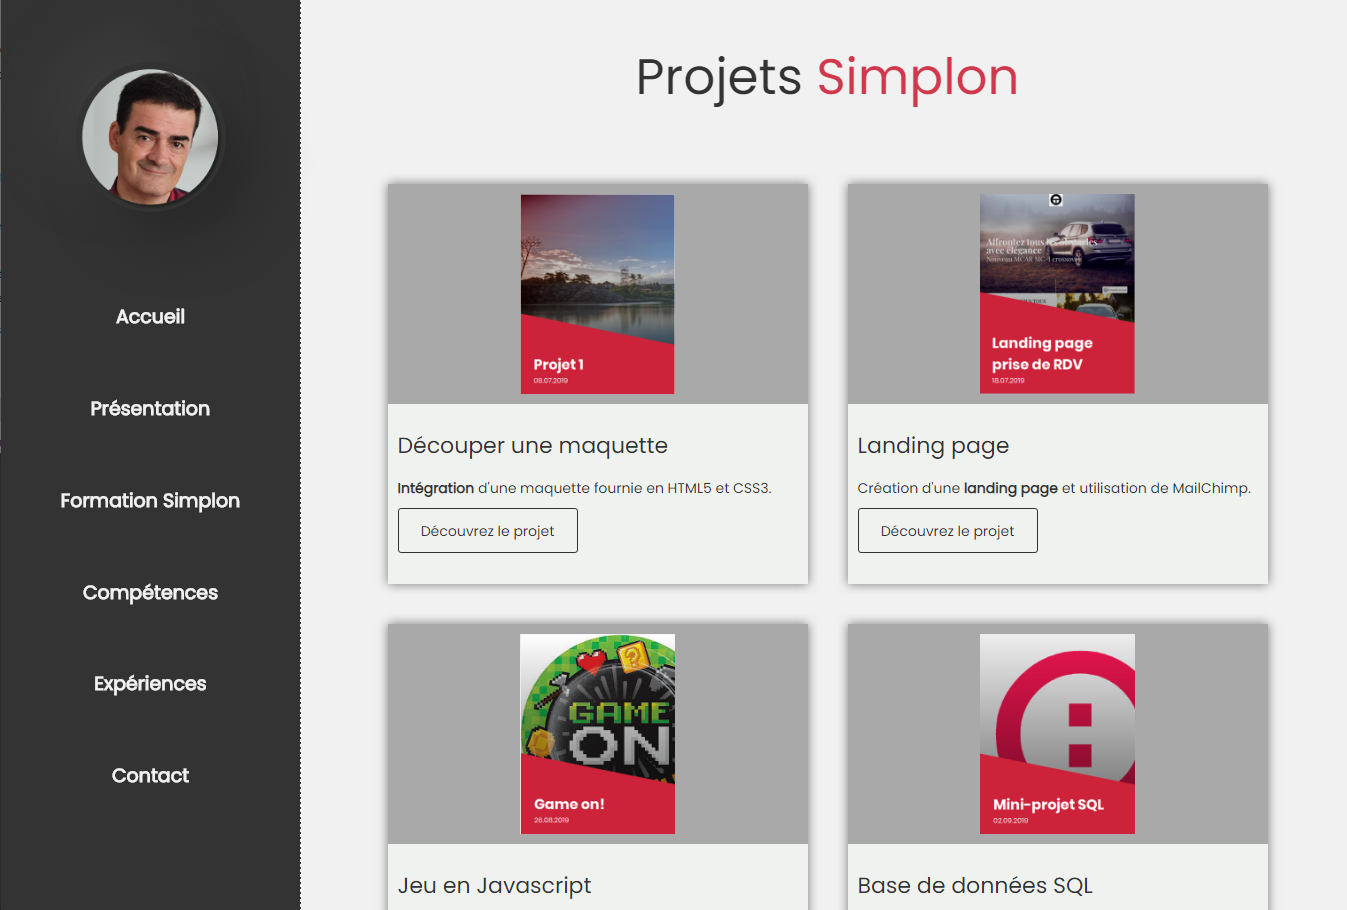 Projets Simplon
Accueil
Présentation
Formation Simplon
Compétences
Expériences
Contact
Projet 1
08.07.2019
Découper une maquette
Intégration d'une maquette fournie en HTML5 et CSS3.
Découvrez le projet
Affrontez tous les obstacles
avec élégance
Nouveau MCAR MC-1 crossover
Landing page
prise de RDV
18.07.2019
Landing page
Création d'une landing page et utilisation de MailChimp.
Découvrez le projet
GAME
ON
Game on!
26.08.2019
Jeu en Javascript
Mini-projet SQL
02.09.2019
Base de données SQL